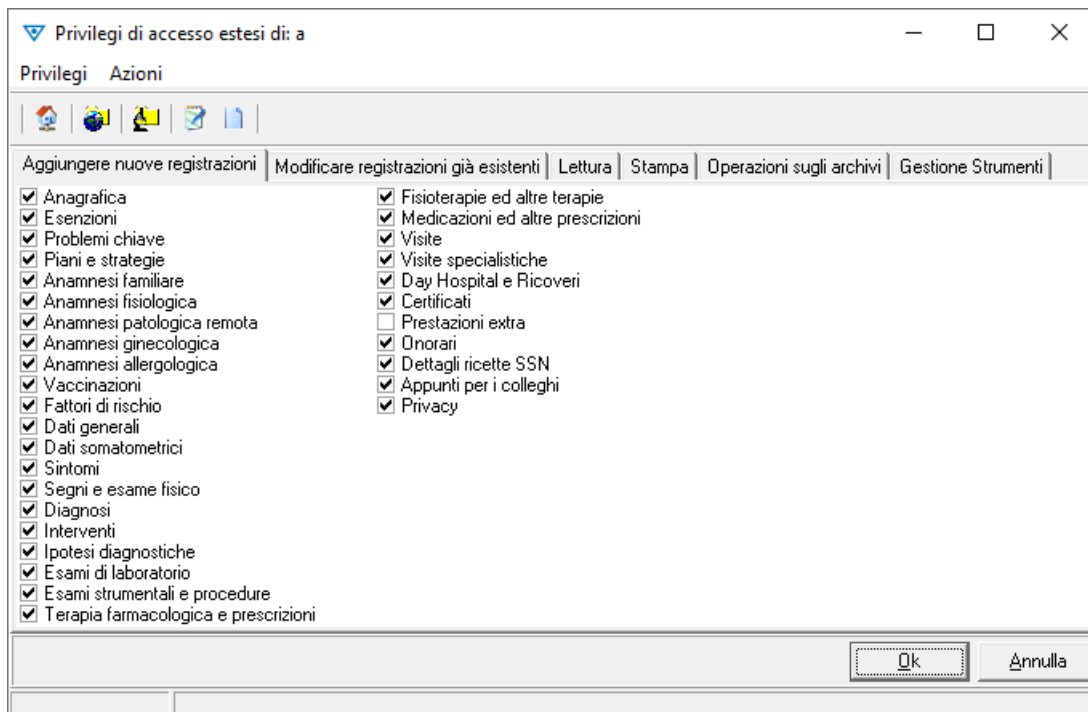 Privilegi di accesso estesi di: a
Privilegi Azioni
Aggiungere nuove registrazioni Modificare registrazioni già esistenti Lettura Stampa Operazioni sugli archivi Gestione Strumenti
Anagrafica
Esenzioni
Problemi chiave
Piani e strategie
Anamnesi familiare
Anamnesi fisiologica
Anamnesi patologica remota
Anamnesi ginecologica
Anamnesi allergologica
Vaccinazioni
Fattori di rischio
Dati generali
Dati somatometrici
Sintomi
Segni e esame fisico
Diagnosi
Interventi
Ipotesi diagnostiche
Esami di laboratorio
Esami strumentali e procedure
Terapia farmacologica e prescrizioni
Fisioterapie ed altre terapie
Medicazioni ed altre prescrizioni
Visite
Visite specialistiche
Day Hospital e Ricoveri
Certificati
Prestazioni extra
Onorari
Dettagli ricette SSN
Appunti per i colleghi
Privacy
Ok Annulla